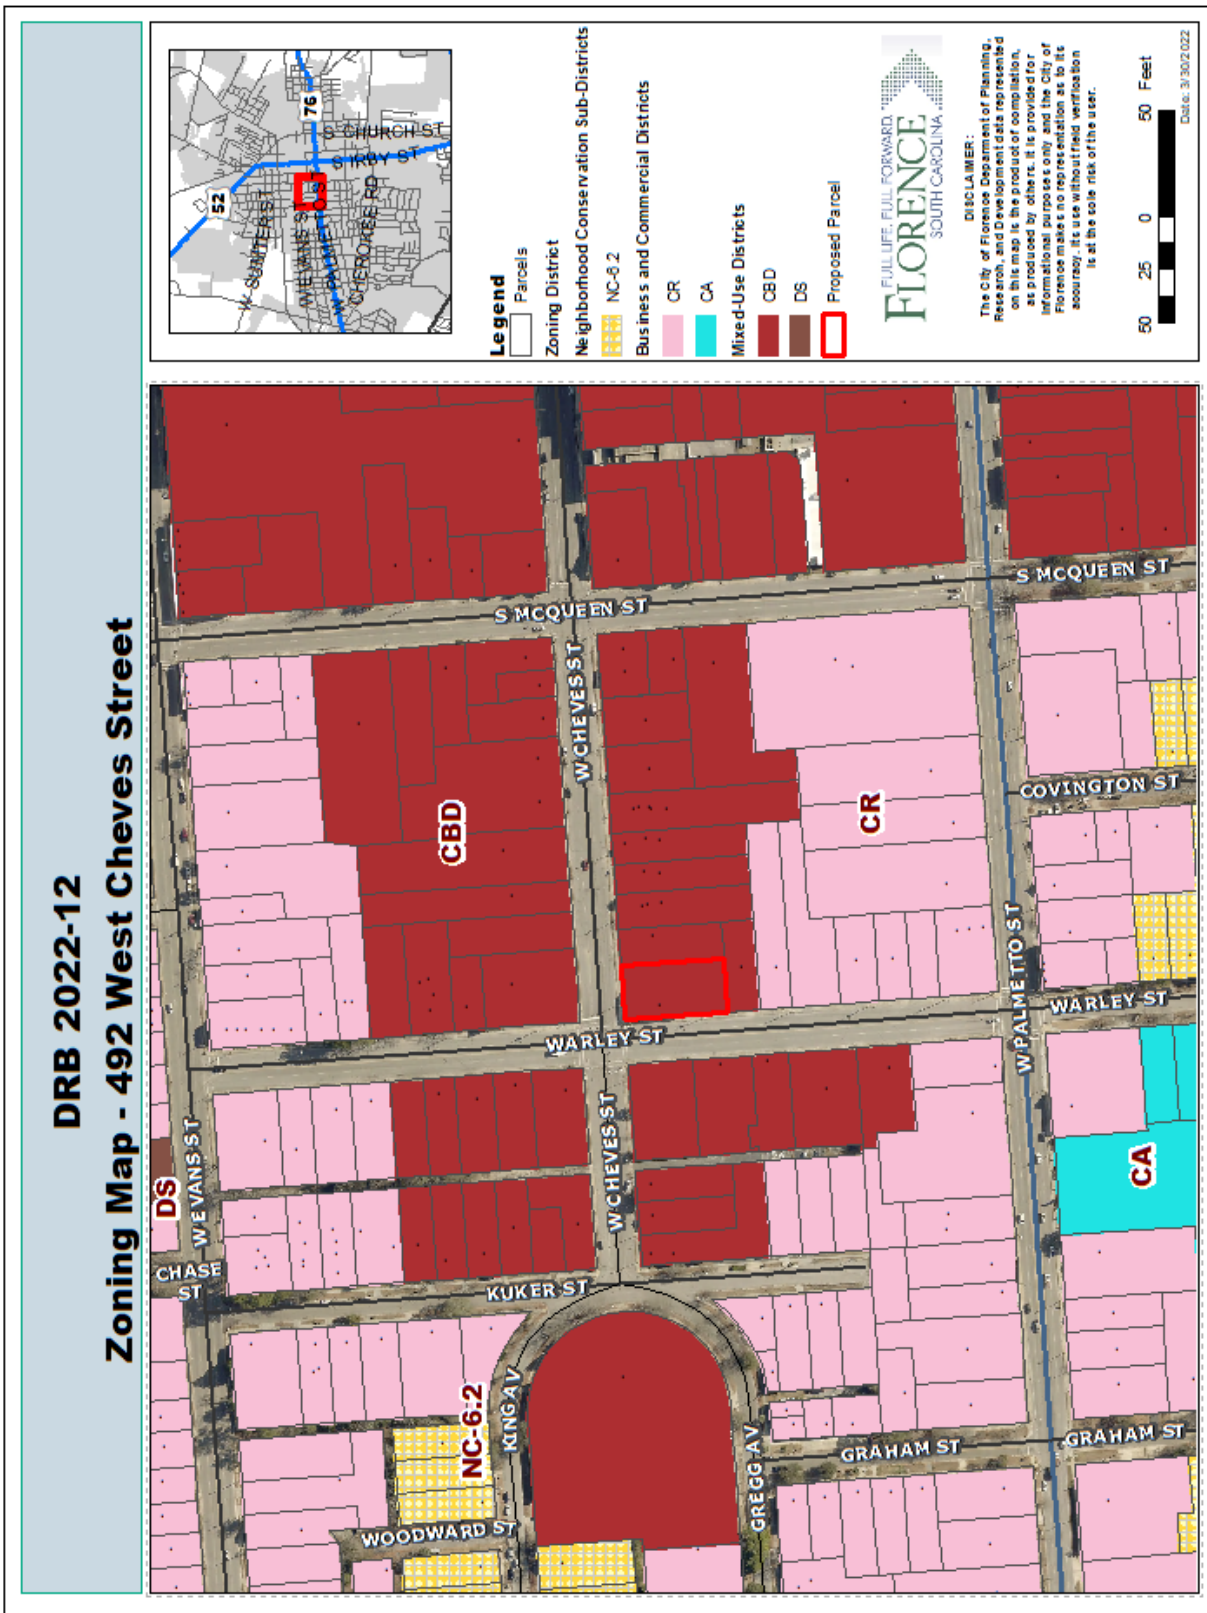 DRB 2022-12
Zoning Map - 492 West Cheves Street
DS
W EVANS ST
CHASE
ST
KUKER ST
NC-6.2
KING AV
WOODWARD ST
GREGG AV
GRAHAM ST
GRAHAM ST
CBD
W CHEVES ST
W CHEVES ST
WARLEY ST
WARLEY ST
S MCQUEEN ST
S MCQUEEN ST
CR
COVINGTON ST
W PALMETTO ST
CA
52
76
W SUMTER ST
W EVANS ST
W PALMETTO ST
CHEROKEE RD
S IRBY ST
S CHURCH ST
Legend
Parcels
Zoning District
Neighborhood Conservation Sub-Districts
NC-6.2
Business and Commercial Districts
CR
CA
Mixed-Use Districts
CBD
DS
Proposed Parcel
FULL LIFE. FULL FORWARD.
FLORENCE
SOUTH CAROLINA
DISCLAIMER:
The City of Florence Department of Planning,
Research, and Development data represented
on this map is the product of compilation,
as produced by others. It is provided for
informational purposes only and the City of
Florence makes no representation as to its
accuracy. Its use without field verification
is at the sole risk of the user.
50 25 0 50 Feet
Date: 3/30/2022